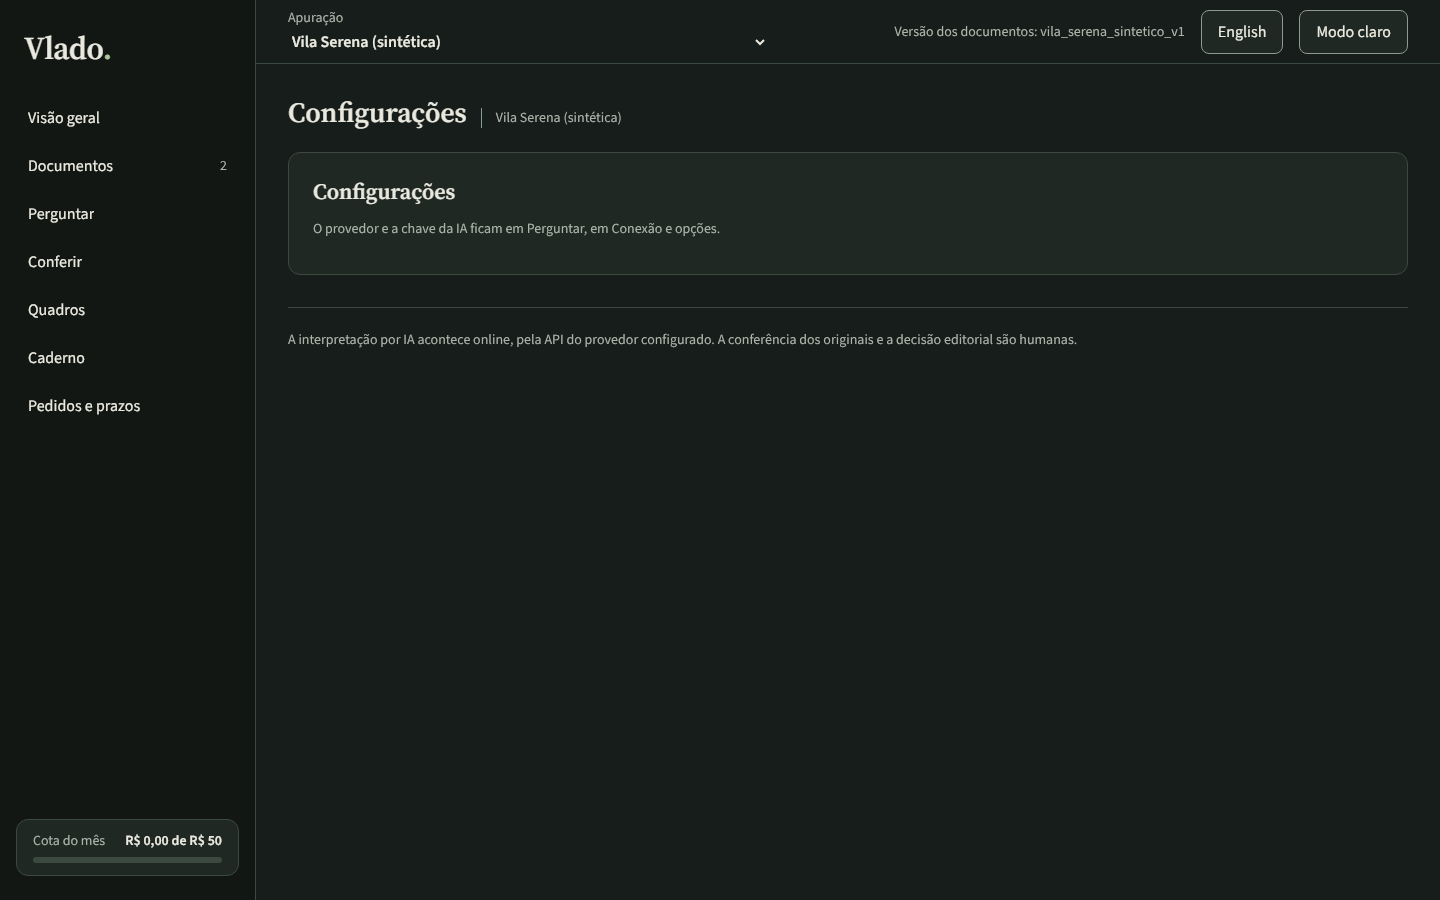 Vlado.
Visão geral
Documentos 2
Perguntar
Conferir
Quadros
Caderno
Pedidos e prazos
Cota do mês R$ 0,00 de R$ 50
Apuração
Vila Serena (sintética)
Versão dos documentos: vila_serena_sintetico_v1
English
Modo claro
Configurações
Vila Serena (sintética)
Configurações
O provedor e a chave da IA ficam em Perguntar, em Conexão e opções.
A interpretação por IA acontece online, pela API do provedor configurado. A conferência dos originais e a decisão editorial são humanas.